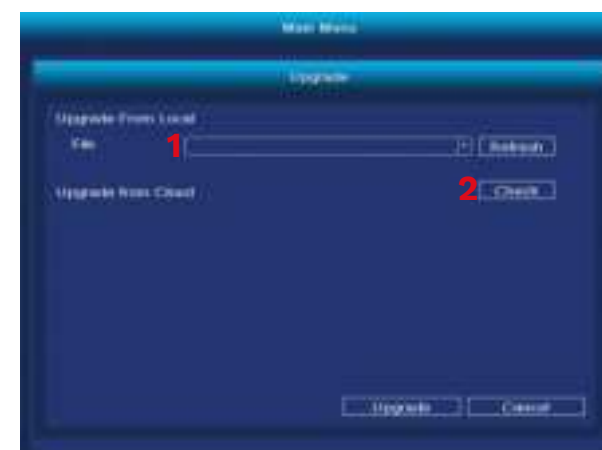 Main Menu
Upgrade
Upgrade From Local
File 1 Refresh
Upgrade from Cloud 2 Check
Upgrade Cancel